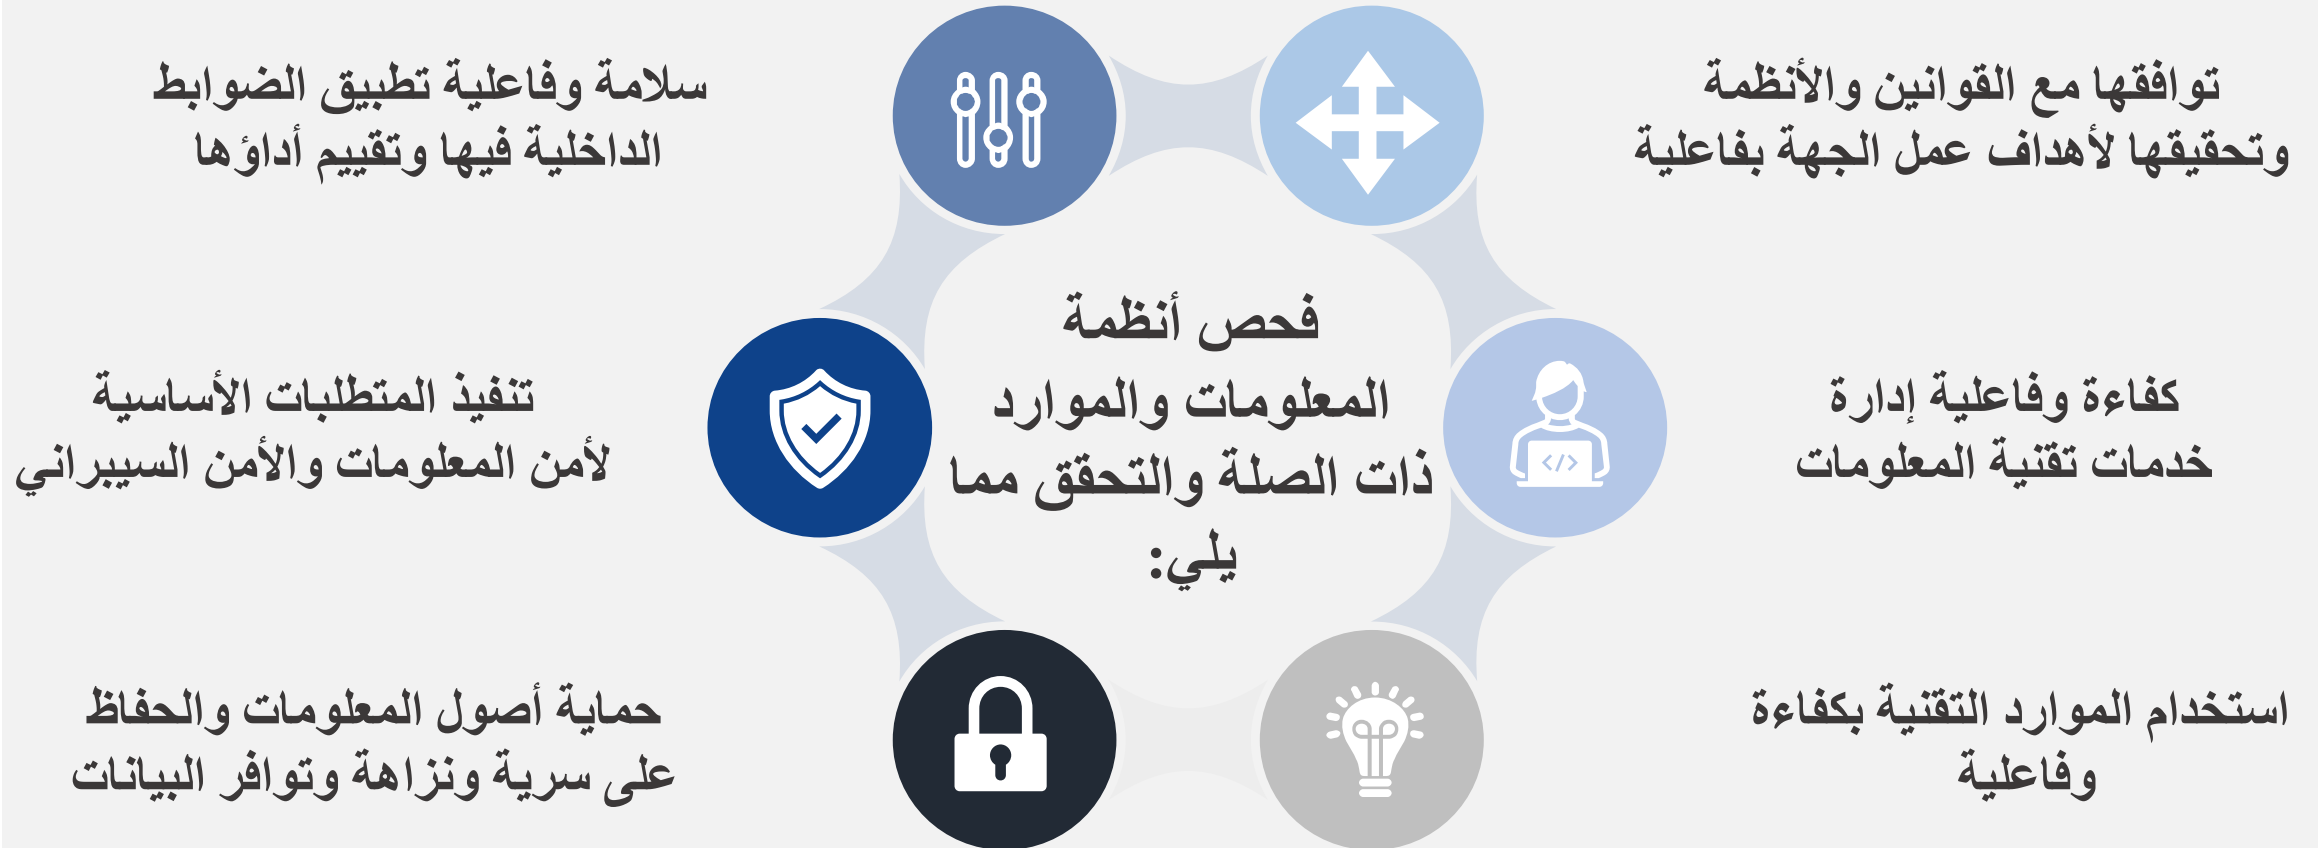 فحص أنظمة
المعلومات والموارد
ذات الصلة والتحقق مما
يلي:
توافقها مع القوانين والأنظمة
وتحقيقها لأهداف عمل الجهة بفاعلية
كفاءة وفاعلية إدارة
خدمات تقنية المعلومات
استخدام الموارد التقنية بكفاءة
وفاعلية
سلامة وفاعلية تطبيق الضوابط
الداخلية فيها وتقييم أداؤها
تنفيذ المتطلبات الأساسية
لأمن المعلومات والأمن السيبراني
حماية أصول المعلومات والحفاظ
على سرية ونزاهة وتوافر البيانات